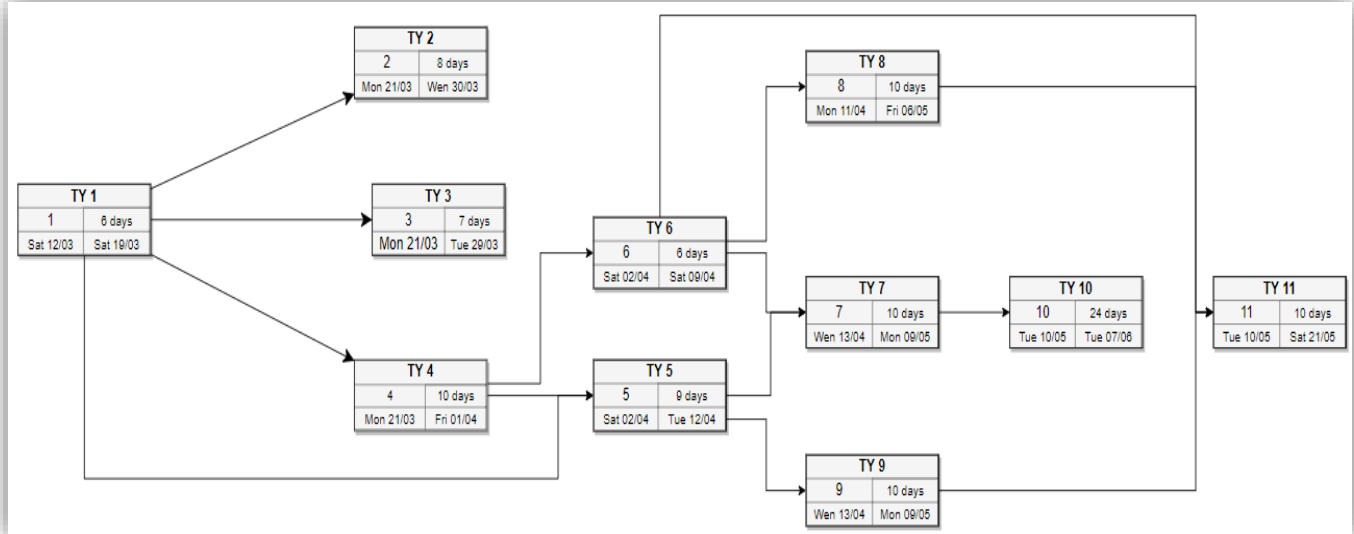 TY 2
2 8 days
Mon 21/03 Wen 30/03
TY 8
8 10 days
Mon 11/04 Fri 06/05
TY 1
1 6 days
Sat 12/03 Sat 19/03
TY 3
3 7 days
Mon 21/03 Tue 29/03
TY 6
6 6 days
Sat 02/04 Sat 09/04
TY 7
7 10 days
Wen 13/04 Mon 09/05
TY 10
10 24 days
Tue 10/05 Tue 07/06
TY 11
11 10 days
Tue 10/05 Sat 21/05
TY 4
4 10 days
Mon 21/03 Fri 01/04
TY 5
5 9 days
Sat 02/04 Tue 12/04
TY 9
9 10 days
Wen 13/04 Mon 09/05